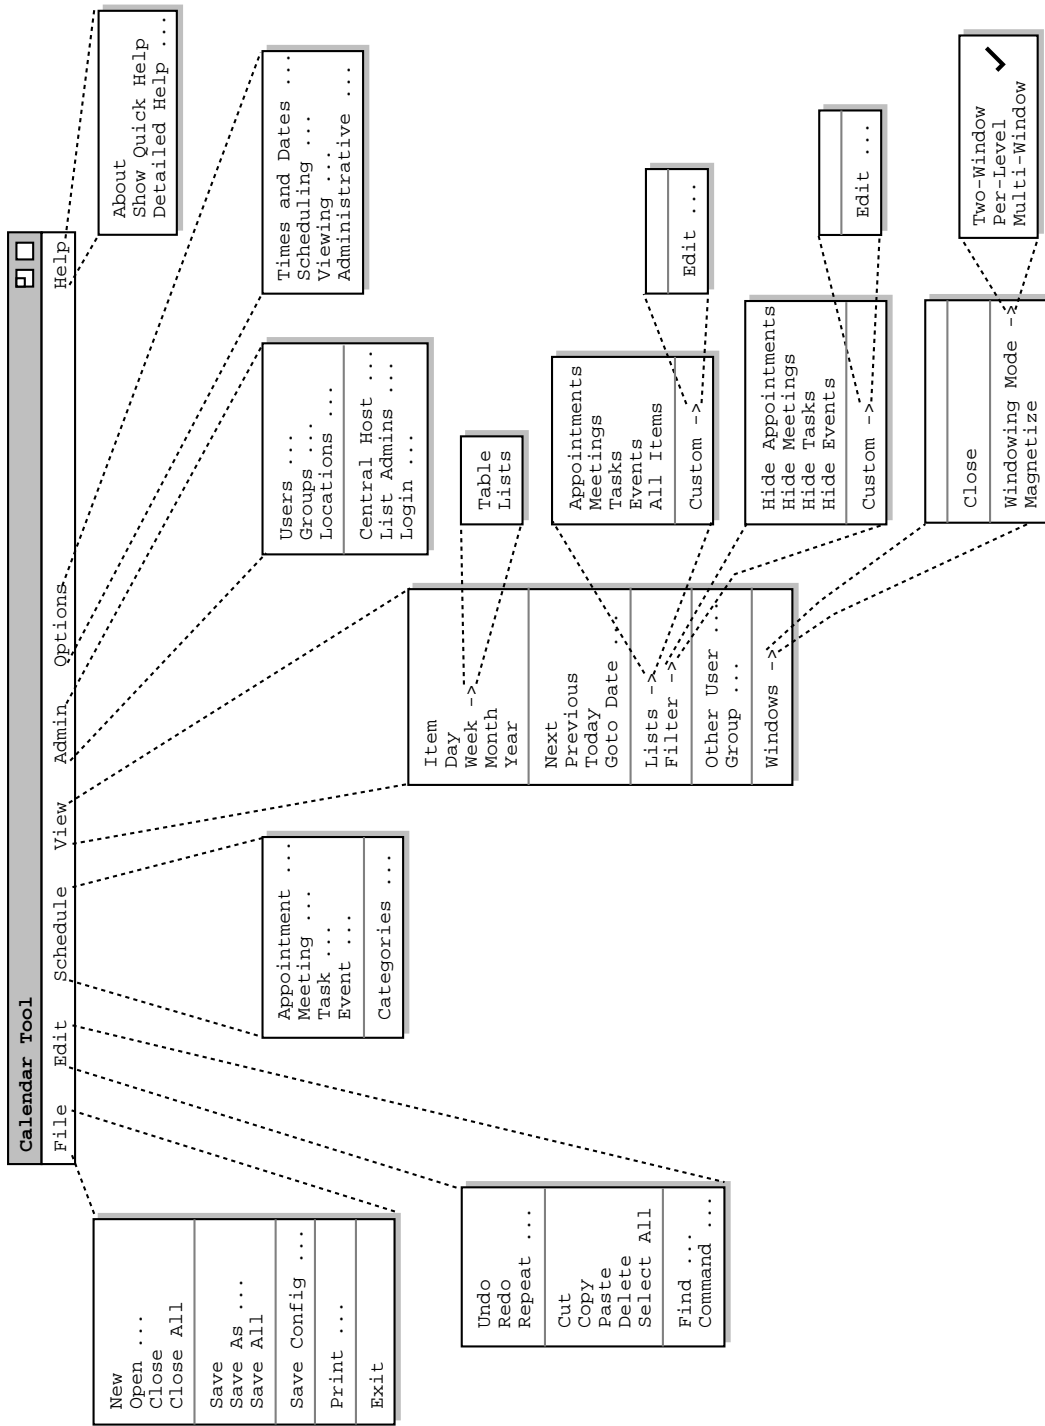 Calendar Tool
File Edit Schedule View Admin Options Help
New
Open ...
Close
Close All
Save
Save As ...
Save All
Save Config ...
Print ...
Exit
Undo
Redo
Repeat ...
Cut
Copy
Paste
Delete
Select All
Find ...
Command ...
Appointment ...
Meeting ...
Task ...
Event ...
Categories ...
Item
Day
Week ->
Month
Year
Next
Previous
Today
Goto Date ...
Lists ->
Filter ->
Other User ...
Group ...
Windows ->
Table
Lists
Appointments
Meetings
Tasks
Events
All Items
Custom ->
Edit ...
Hide Appointments
Hide Meetings
Hide Tasks
Hide Events
Custom ->
Edit ...
Close
Windowing Mode ->
Magnetize
Two-Window
Per-Level
Multi-Window
Users ...
Groups ...
Locations ...
Central Host ...
List Admins ...
Login ...
Times and Dates ...
Scheduling ...
Viewing ...
Administrative ...
About
Show Quick Help
Detailed Help ...